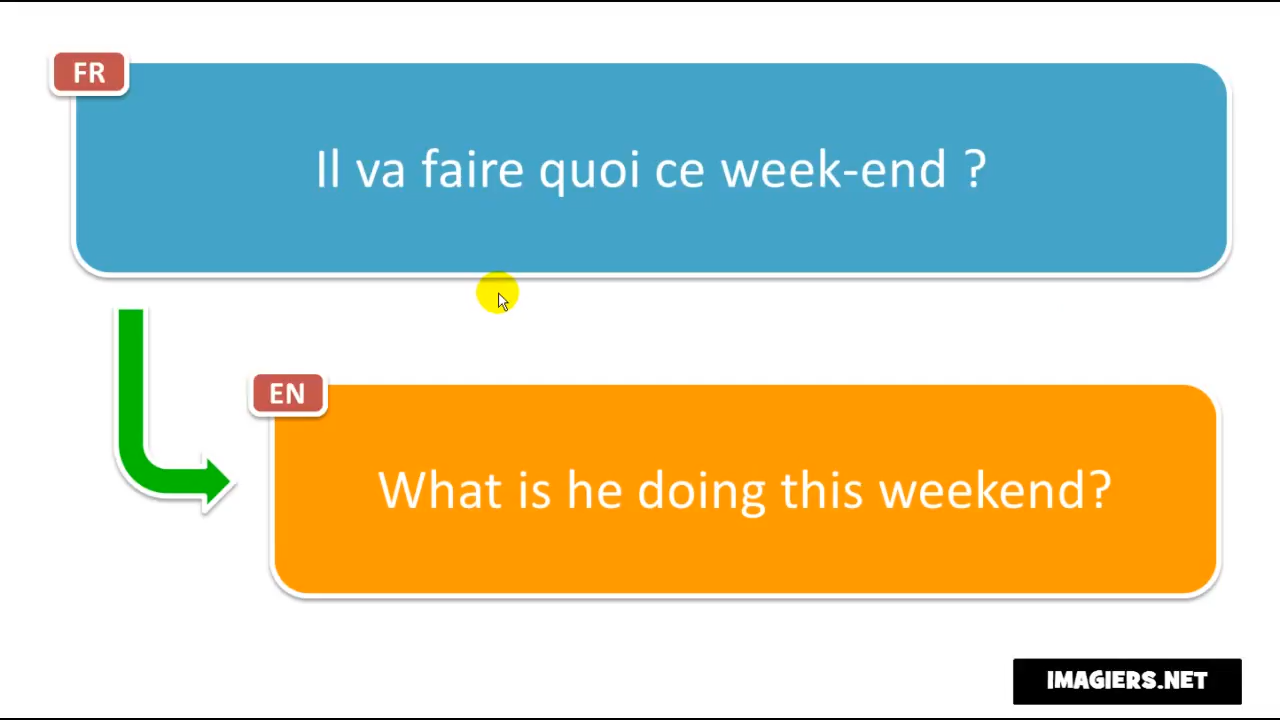 FR
Il va faire quoi ce week-end ?
EN
What is he doing this weekend?
IMAGIERS.NET